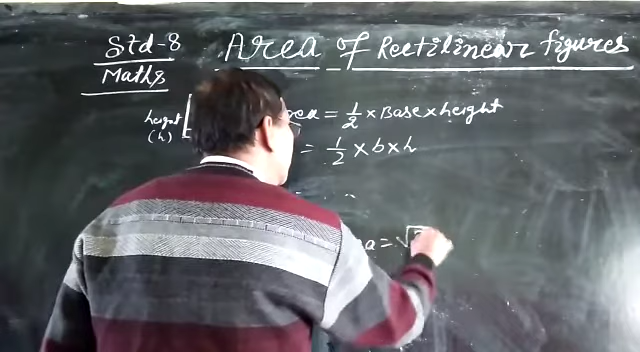 Std-8 Area of Rectilinear figures
Maths
height = 1/2 × Base × height
(h) = 1/2 × b × h
= √